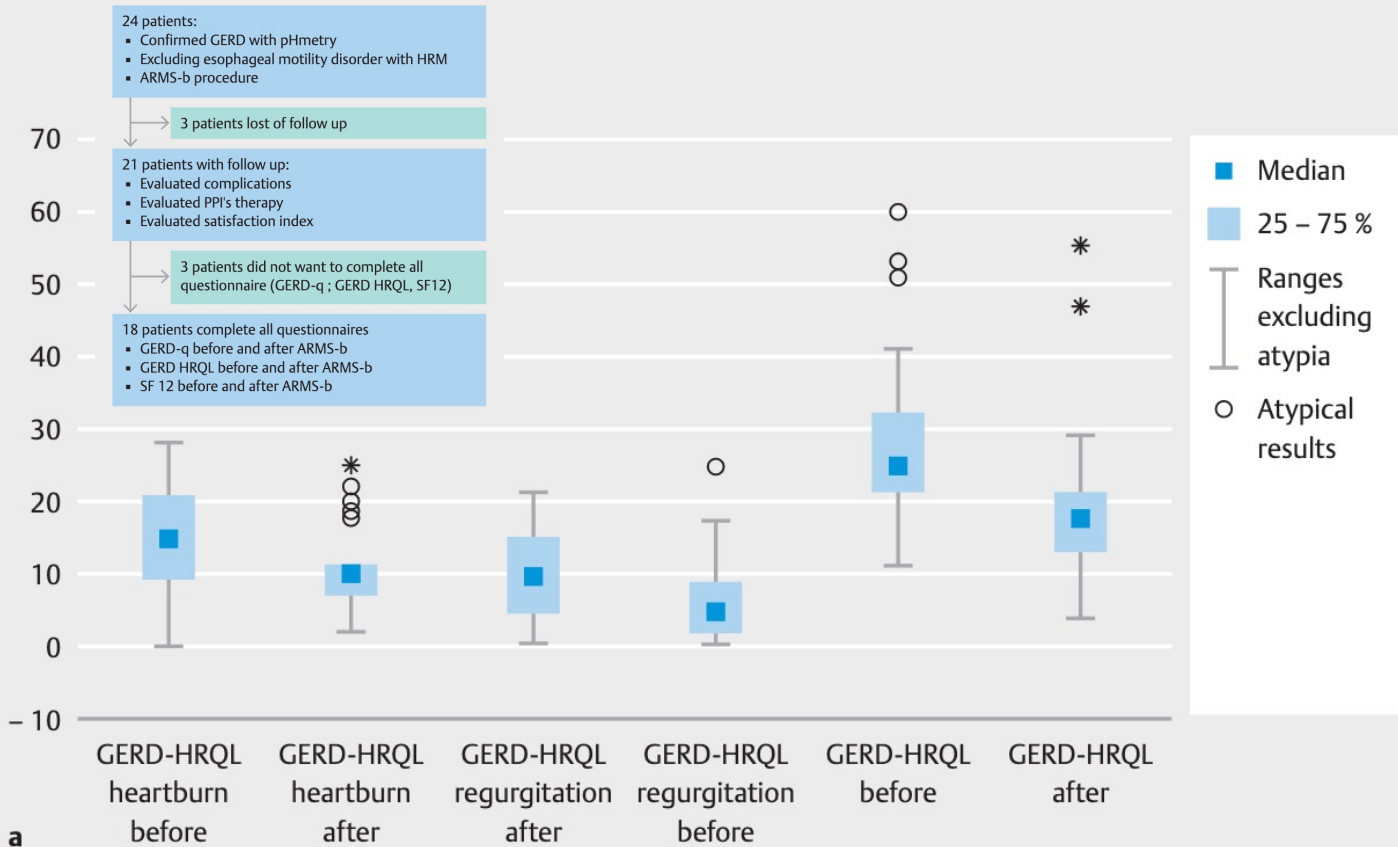 24 patients:
▪ Confirmed GERD with pHmetry
▪ Excluding esophageal motility disorder with HRM
▪ ARMS-b procedure
3 patients lost of follow up
21 patients with follow up:
▪ Evaluated complications
▪ Evaluated PPI's therapy
▪ Evaluated satisfaction index
3 patients did not want to complete all
questionnaire (GERD-q ; GERD HRQL, SF12)
18 patients complete all questionnaires
▪ GERD-q before and after ARMS-b
▪ GERD HRQL before and after ARMS-b
▪ SF 12 before and after ARMS-b
70
60
50
40
30
20
10
0
– 10
Median
25 – 75 %
Ranges
excluding
atypia
Atypical
results
GERD-HRQL
heartburn
before
GERD-HRQL
heartburn
after
GERD-HRQL
regurgitation
after
GERD-HRQL
regurgitation
before
GERD-HRQL
before
GERD-HRQL
after
a